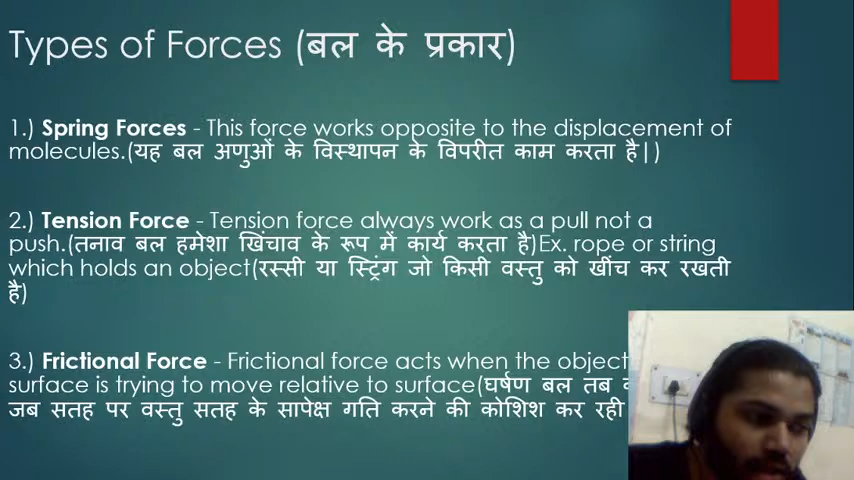 Types of Forces (बल के प्रकार)
1.) Spring Forces - This force works opposite to the displacement of
molecules.(यह बल अणुओं के विस्थापन के विपरीत काम करता है|)
2.) Tension Force - Tension force always work as a pull not a
push.(तनाव बल हमेशा खिंचाव के रूप में कार्य करता है)Ex. rope or string
which holds an object(रस्सी या स्ट्रिंग जो किसी वस्तु को खींच कर रखती
है)
3.) Frictional Force - Frictional force acts when the object
surface is trying to move relative to surface(घर्षण बल तब
जब सतह पर वस्तु सतह के सापेक्ष गति करने की कोशिश कर रही